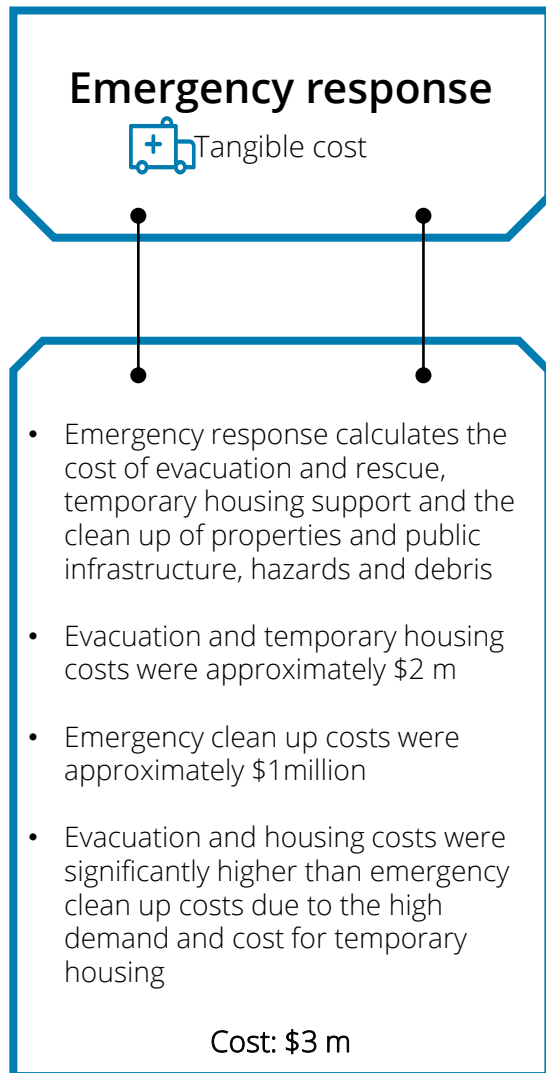 Emergency response
Tangible cost
• Emergency response calculates the
cost of evacuation and rescue,
temporary housing support and the
clean up of properties and public
infrastructure, hazards and debris
• Evacuation and temporary housing
costs were approximately $2 m
• Emergency clean up costs were
approximately $1million
• Evacuation and housing costs were
significantly higher than emergency
clean up costs due to the high
demand and cost for temporary
housing
Cost: $3 m